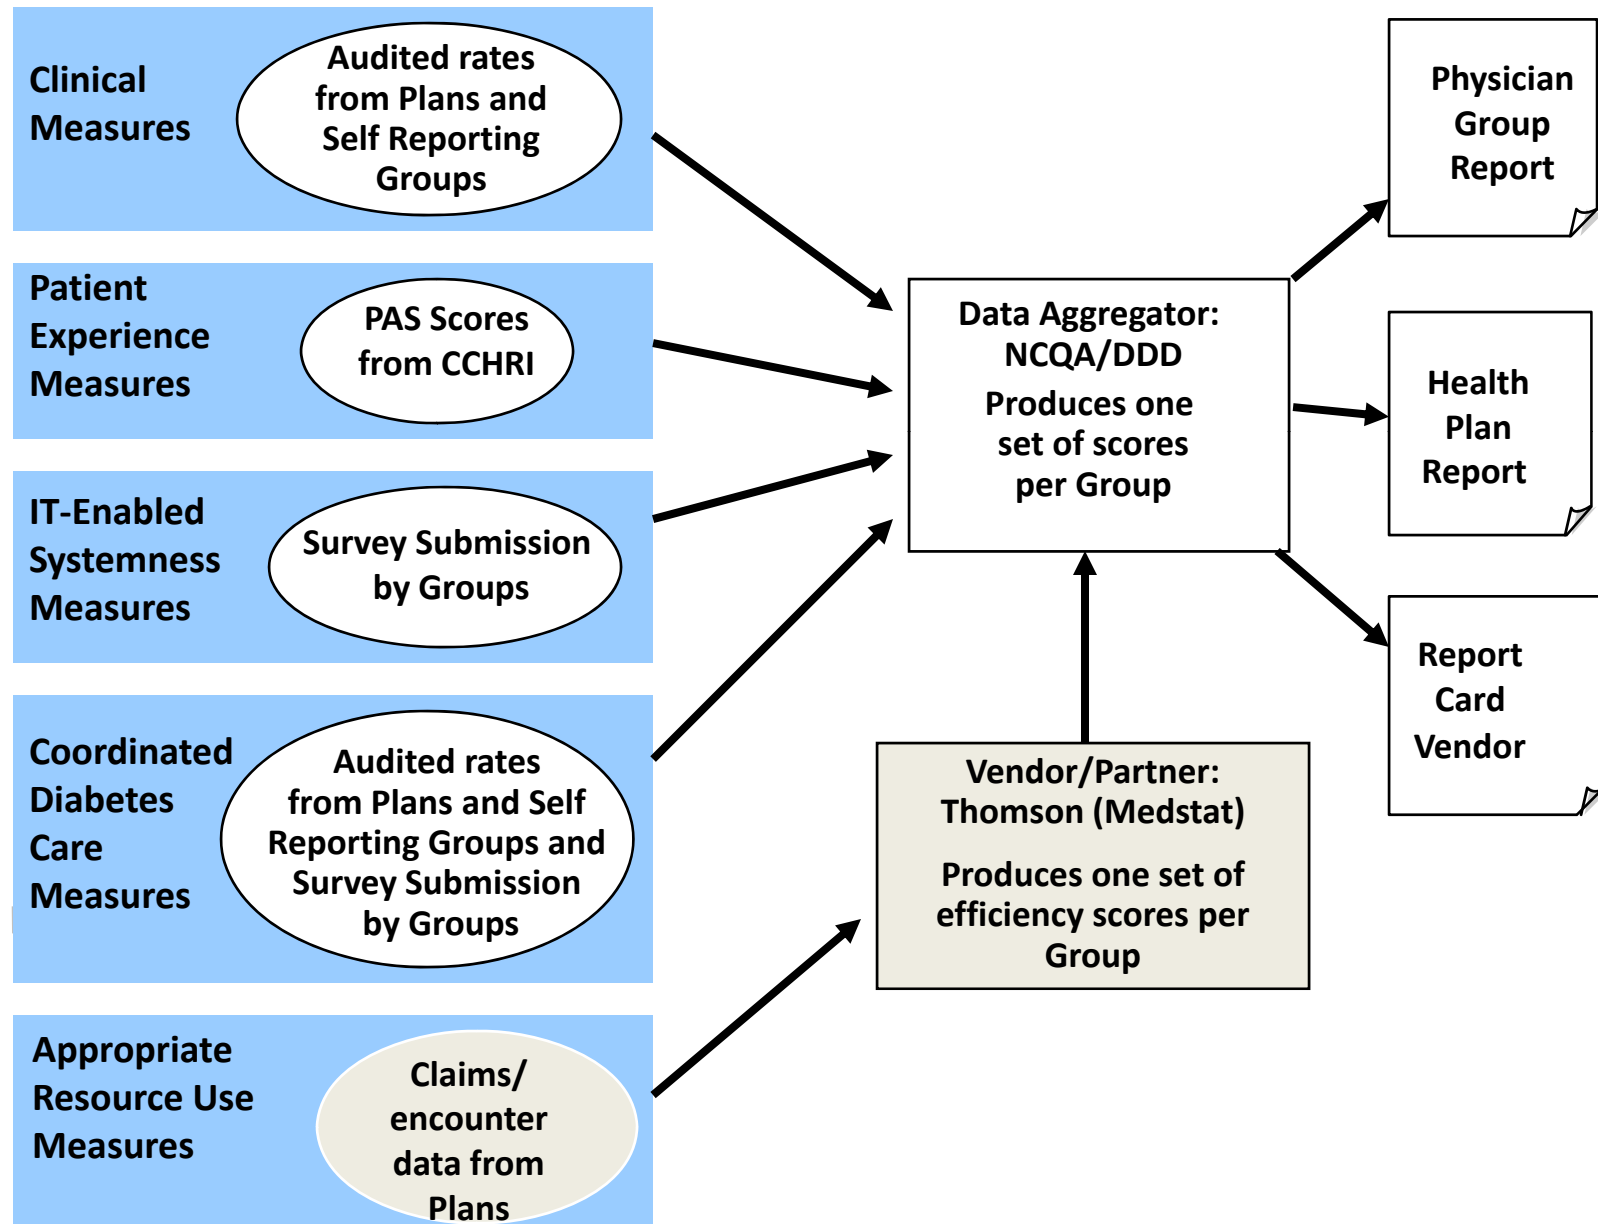 Clinical
Measures
Audited rates
from Plans and
Self Reporting
Groups
Patient
Experience
Measures
PAS Scores
from CCHRI
IT-Enabled
Systemness
Measures
Survey Submission
by Groups
Coordinated
Diabetes
Care
Measures
Audited rates
from Plans and Self
Reporting Groups and
Survey Submission
by Groups
Appropriate
Resource Use
Measures
Claims/
encounter
data from
Plans
Data Aggregator:
NCQA/DDD
Produces one
set of scores
per Group
Vendor/Partner:
Thomson (Medstat)
Produces one set of
efficiency scores per
Group
Physician
Group
Report
Health
Plan
Report
Report
Card
Vendor